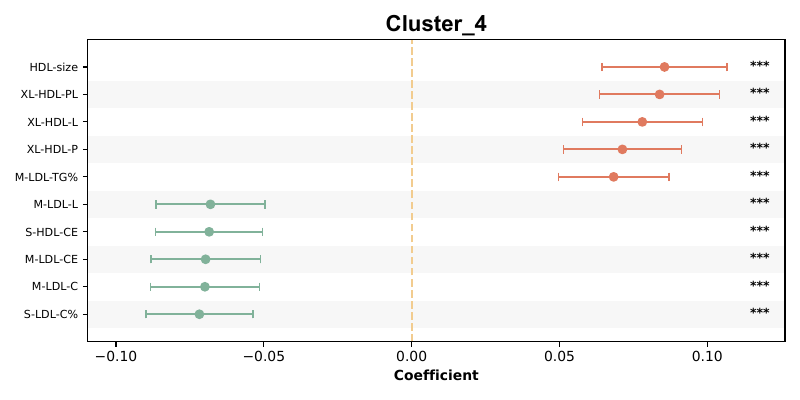 Cluster_4
HDL-size ***
XL-HDL-PL ***
XL-HDL-L ***
XL-HDL-P ***
M-LDL-TG% ***
M-LDL-L ***
S-HDL-CE ***
M-LDL-CE ***
M-LDL-C ***
S-LDL-C% ***
−0.10 −0.05 0.00 0.05 0.10
Coefficient